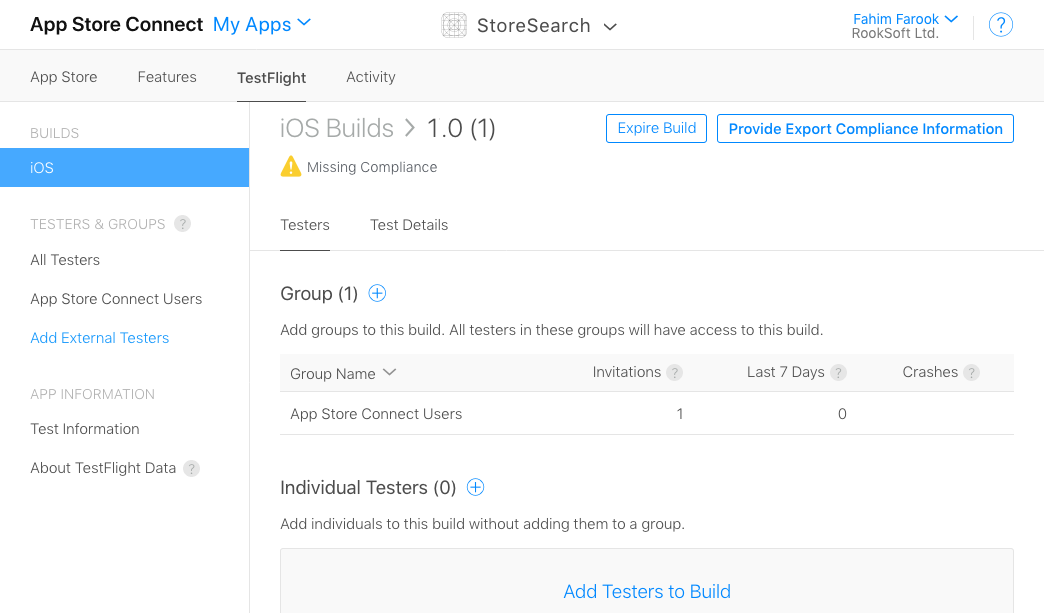 App Store Connect My Apps StoreSearch Fahim Farook
RookSoft Ltd.
?
App Store Features TestFlight Activity
BUILDS
iOS
TESTERS & GROUPS ?
All Testers
App Store Connect Users
Add External Testers
APP INFORMATION
Test Information
About TestFlight Data ?
iOS Builds > 1.0 (1) Expire Build Provide Export Compliance Information
Missing Compliance
Testers Test Details
Group (1)
Add groups to this build. All testers in these groups will have access to this build.
Group Name Invitations ? Last 7 Days ? Crashes ?
App Store Connect Users 1 0
Individual Testers (0)
Add individuals to this build without adding them to a group.
Add Testers to Build